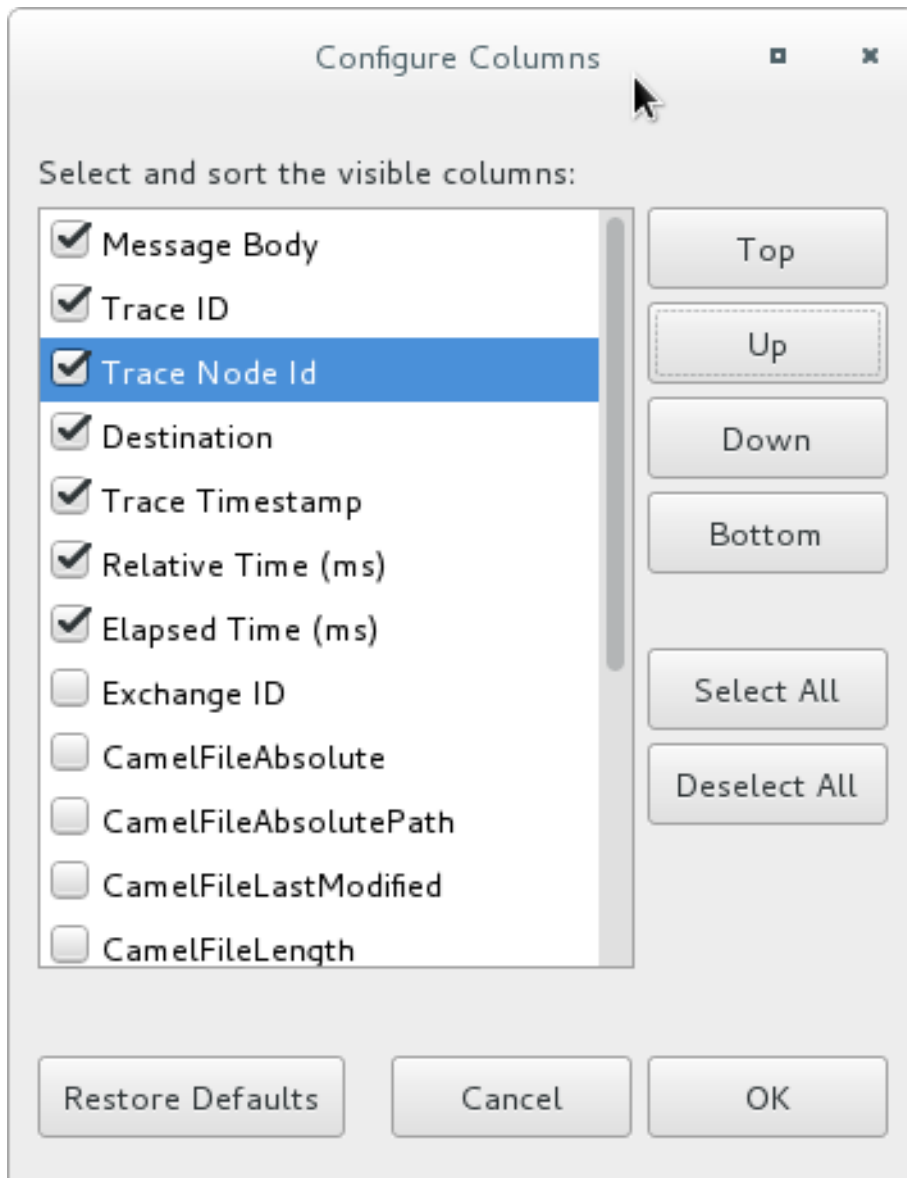 Configure Columns
Select and sort the visible columns:
Message Body
Trace ID
Trace Node Id
Destination
Trace Timestamp
Relative Time (ms)
Elapsed Time (ms)
Exchange ID
CamelFileAbsolute
CamelFileAbsolutePath
CamelFileLastModified
CamelFileLength
Top
Up
Down
Bottom
Select All
Deselect All
Restore Defaults
Cancel
OK